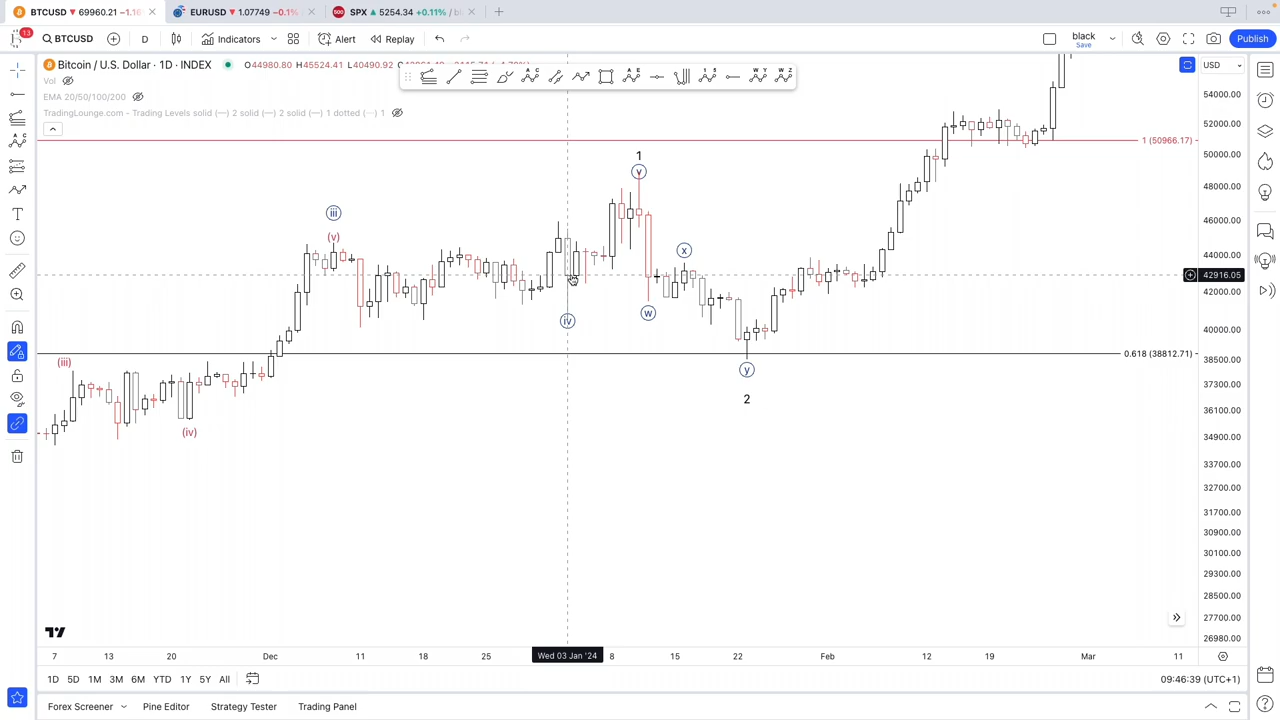 BTCUSD 69960.21 EURUSD 1.07749 −0.1% SPX 5254.34 +0.11%
13 BTCUSD D Indicators Alert Replay black Save Publish
Bitcoin / U.S. Dollar · 1D · INDEX O44980.80 H45524.41 L40490.92
USD
Vol
EMA 20/50/100/200
TradingLounge.com - Trading Levels solid (—) 2 solid (—) 2 solid (—) 1 dotted (···) 1
54000.00
52000.00
1 (50966.17)
50000.00
1
v
48000.00
iii
46000.00
(v)
x
44000.00
42916.05
42000.00
w
iv
40000.00
0.618 (38812.71)
38500.00
(iii)
y
37300.00
2
36100.00
(iv)
34900.00
33700.00
32700.00
31700.00
30900.00
30100.00
29300.00
28500.00
27700.00
26980.00
7 13 20 Dec 11 18 25 Wed 03 Jan '24 8 15 22 Feb 12 19 Mar 11
1D 5D 1M 3M 6M YTD 1Y 5Y All 09:46:39 (UTC+1)
Forex Screener Pine Editor Strategy Tester Trading Panel